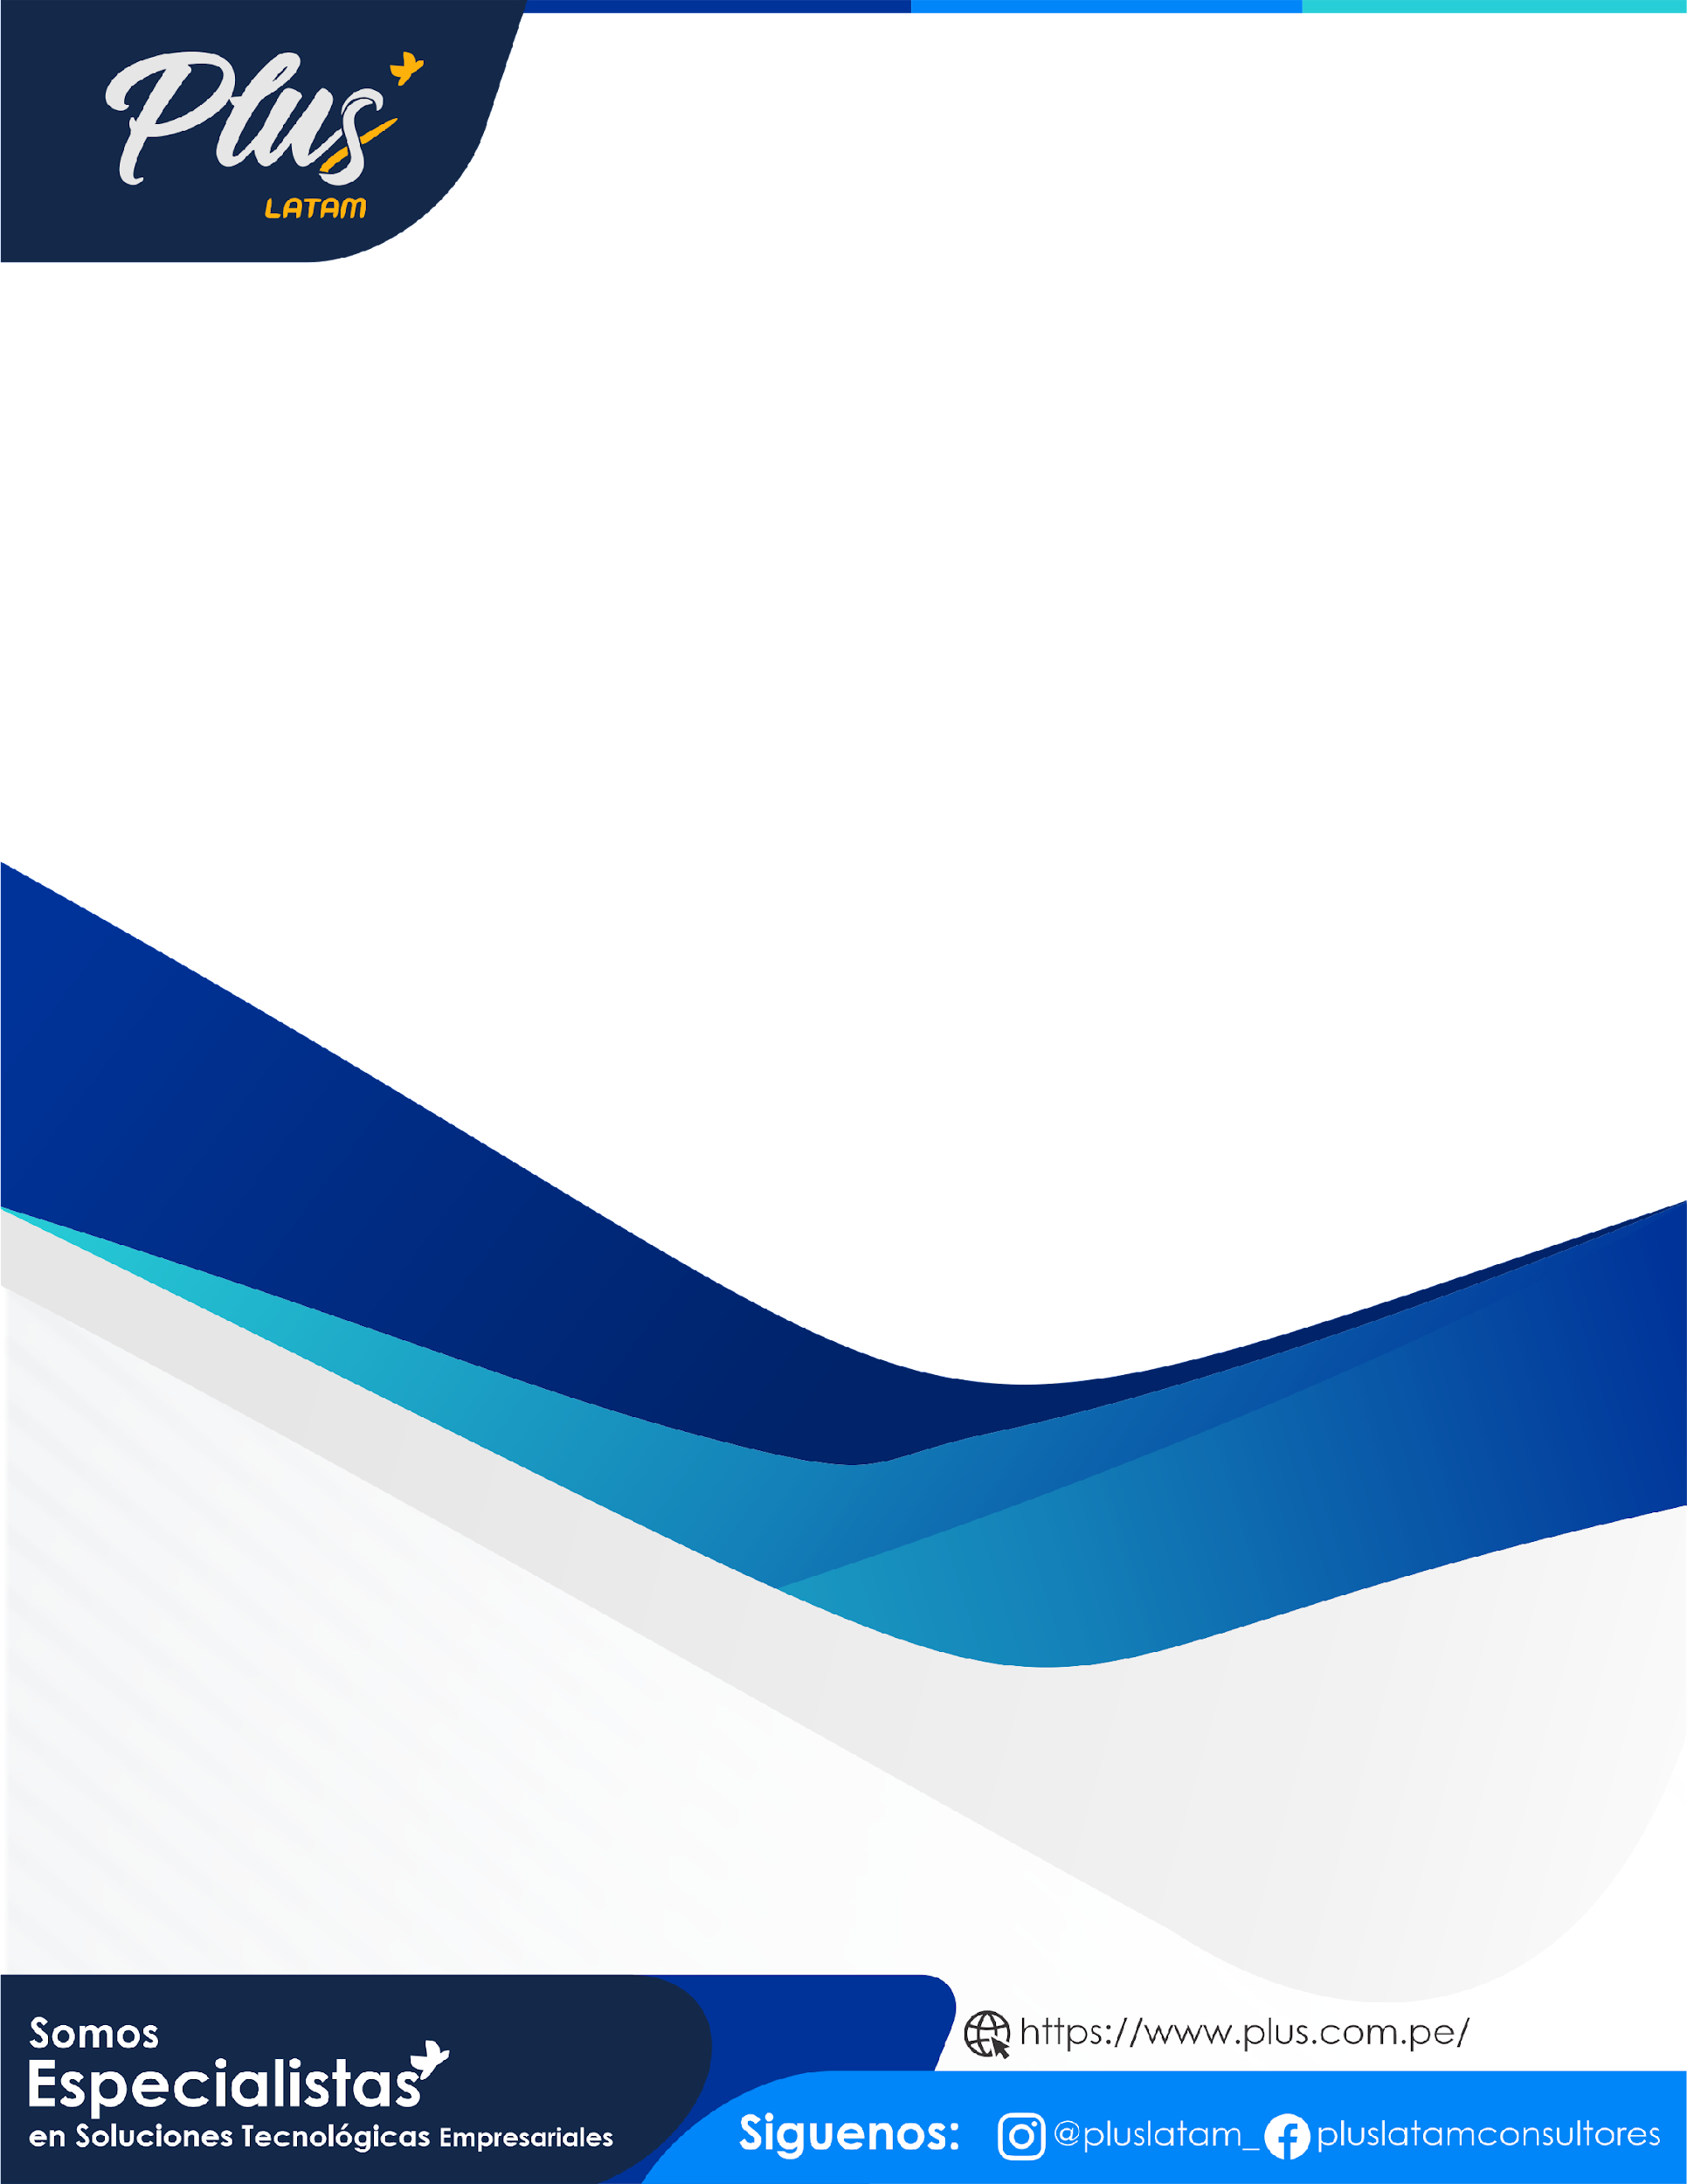 Plus
LATAM
Somos
Especialistas
en Soluciones Tecnológicas Empresariales
https://www.plus.com.pe/
Siguenos: @pluslatam_ pluslatamconsultores